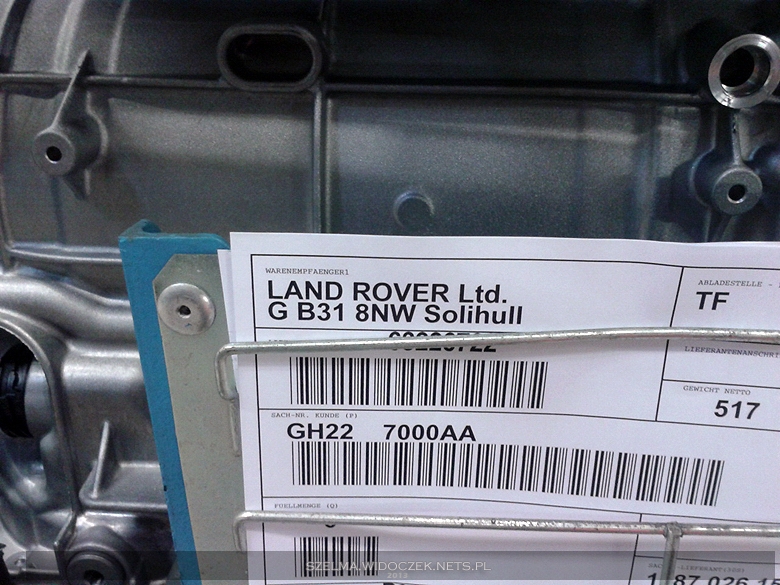 WARENEMPFAENGER1
LAND ROVER Ltd.
G B31 8NW Solihull
ABLADESTELLE -
TF
GEWICHT NETTO
517
SACH-NR. KUNDE (P)
GH22 7000AA
FUELLMENGE (Q)
SZELMA.WIDOCZEK.NETS.PL
2013